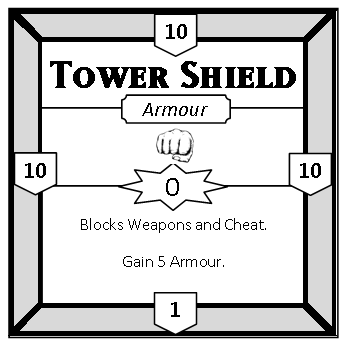 10
TOWER SHIELD
Armour
10
10
0
Blocks Weapons and Cheat.
Gain 5 Armour.
1